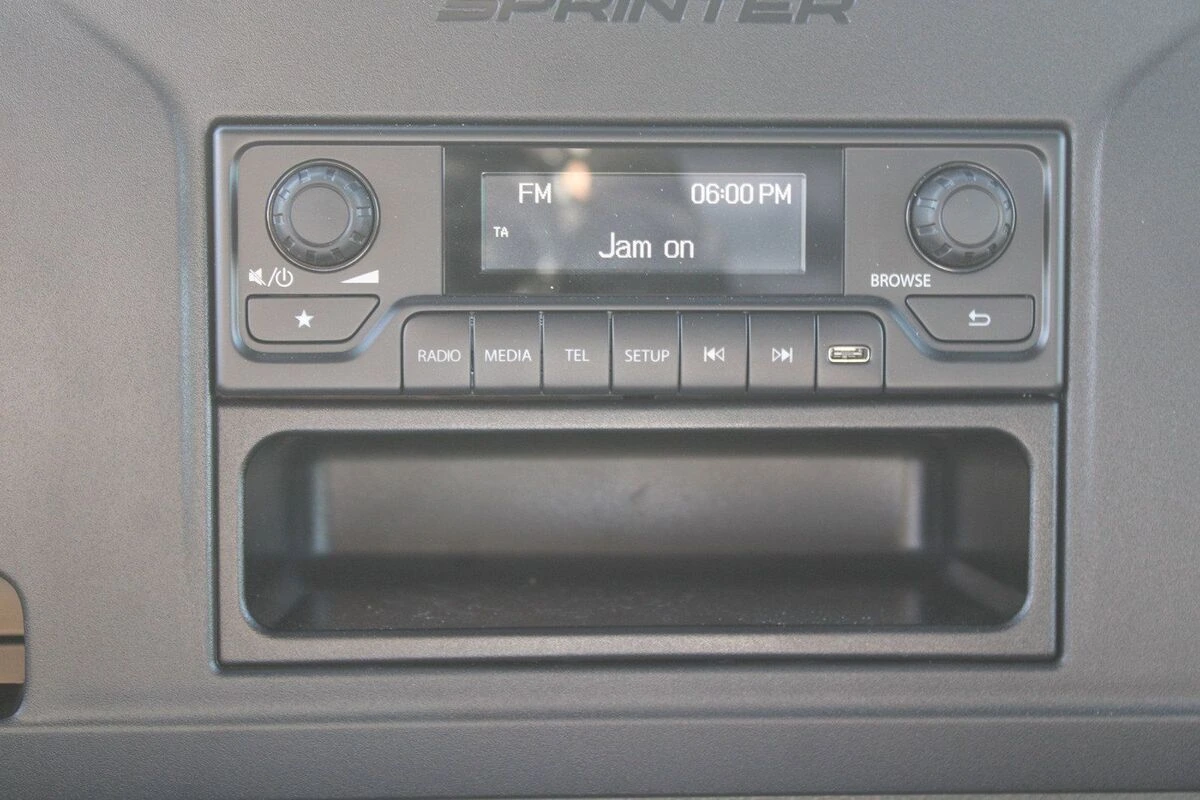 SPRINTER
FM 06:00 PM
TA
Jam on
BROWSE
RADIO MEDIA TEL SETUP